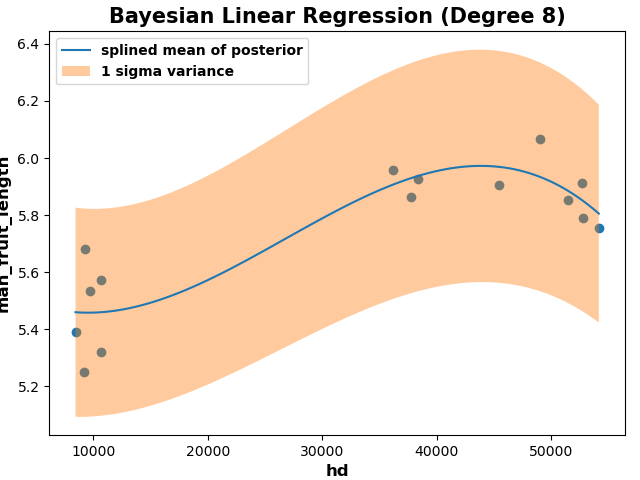 Bayesian Linear Regression (Degree 8)
splined mean of posterior
1 sigma variance
6.4
6.2
6.0
5.8
5.6
5.4
5.2
man_fruit_length
10000 20000 30000 40000 50000
hd